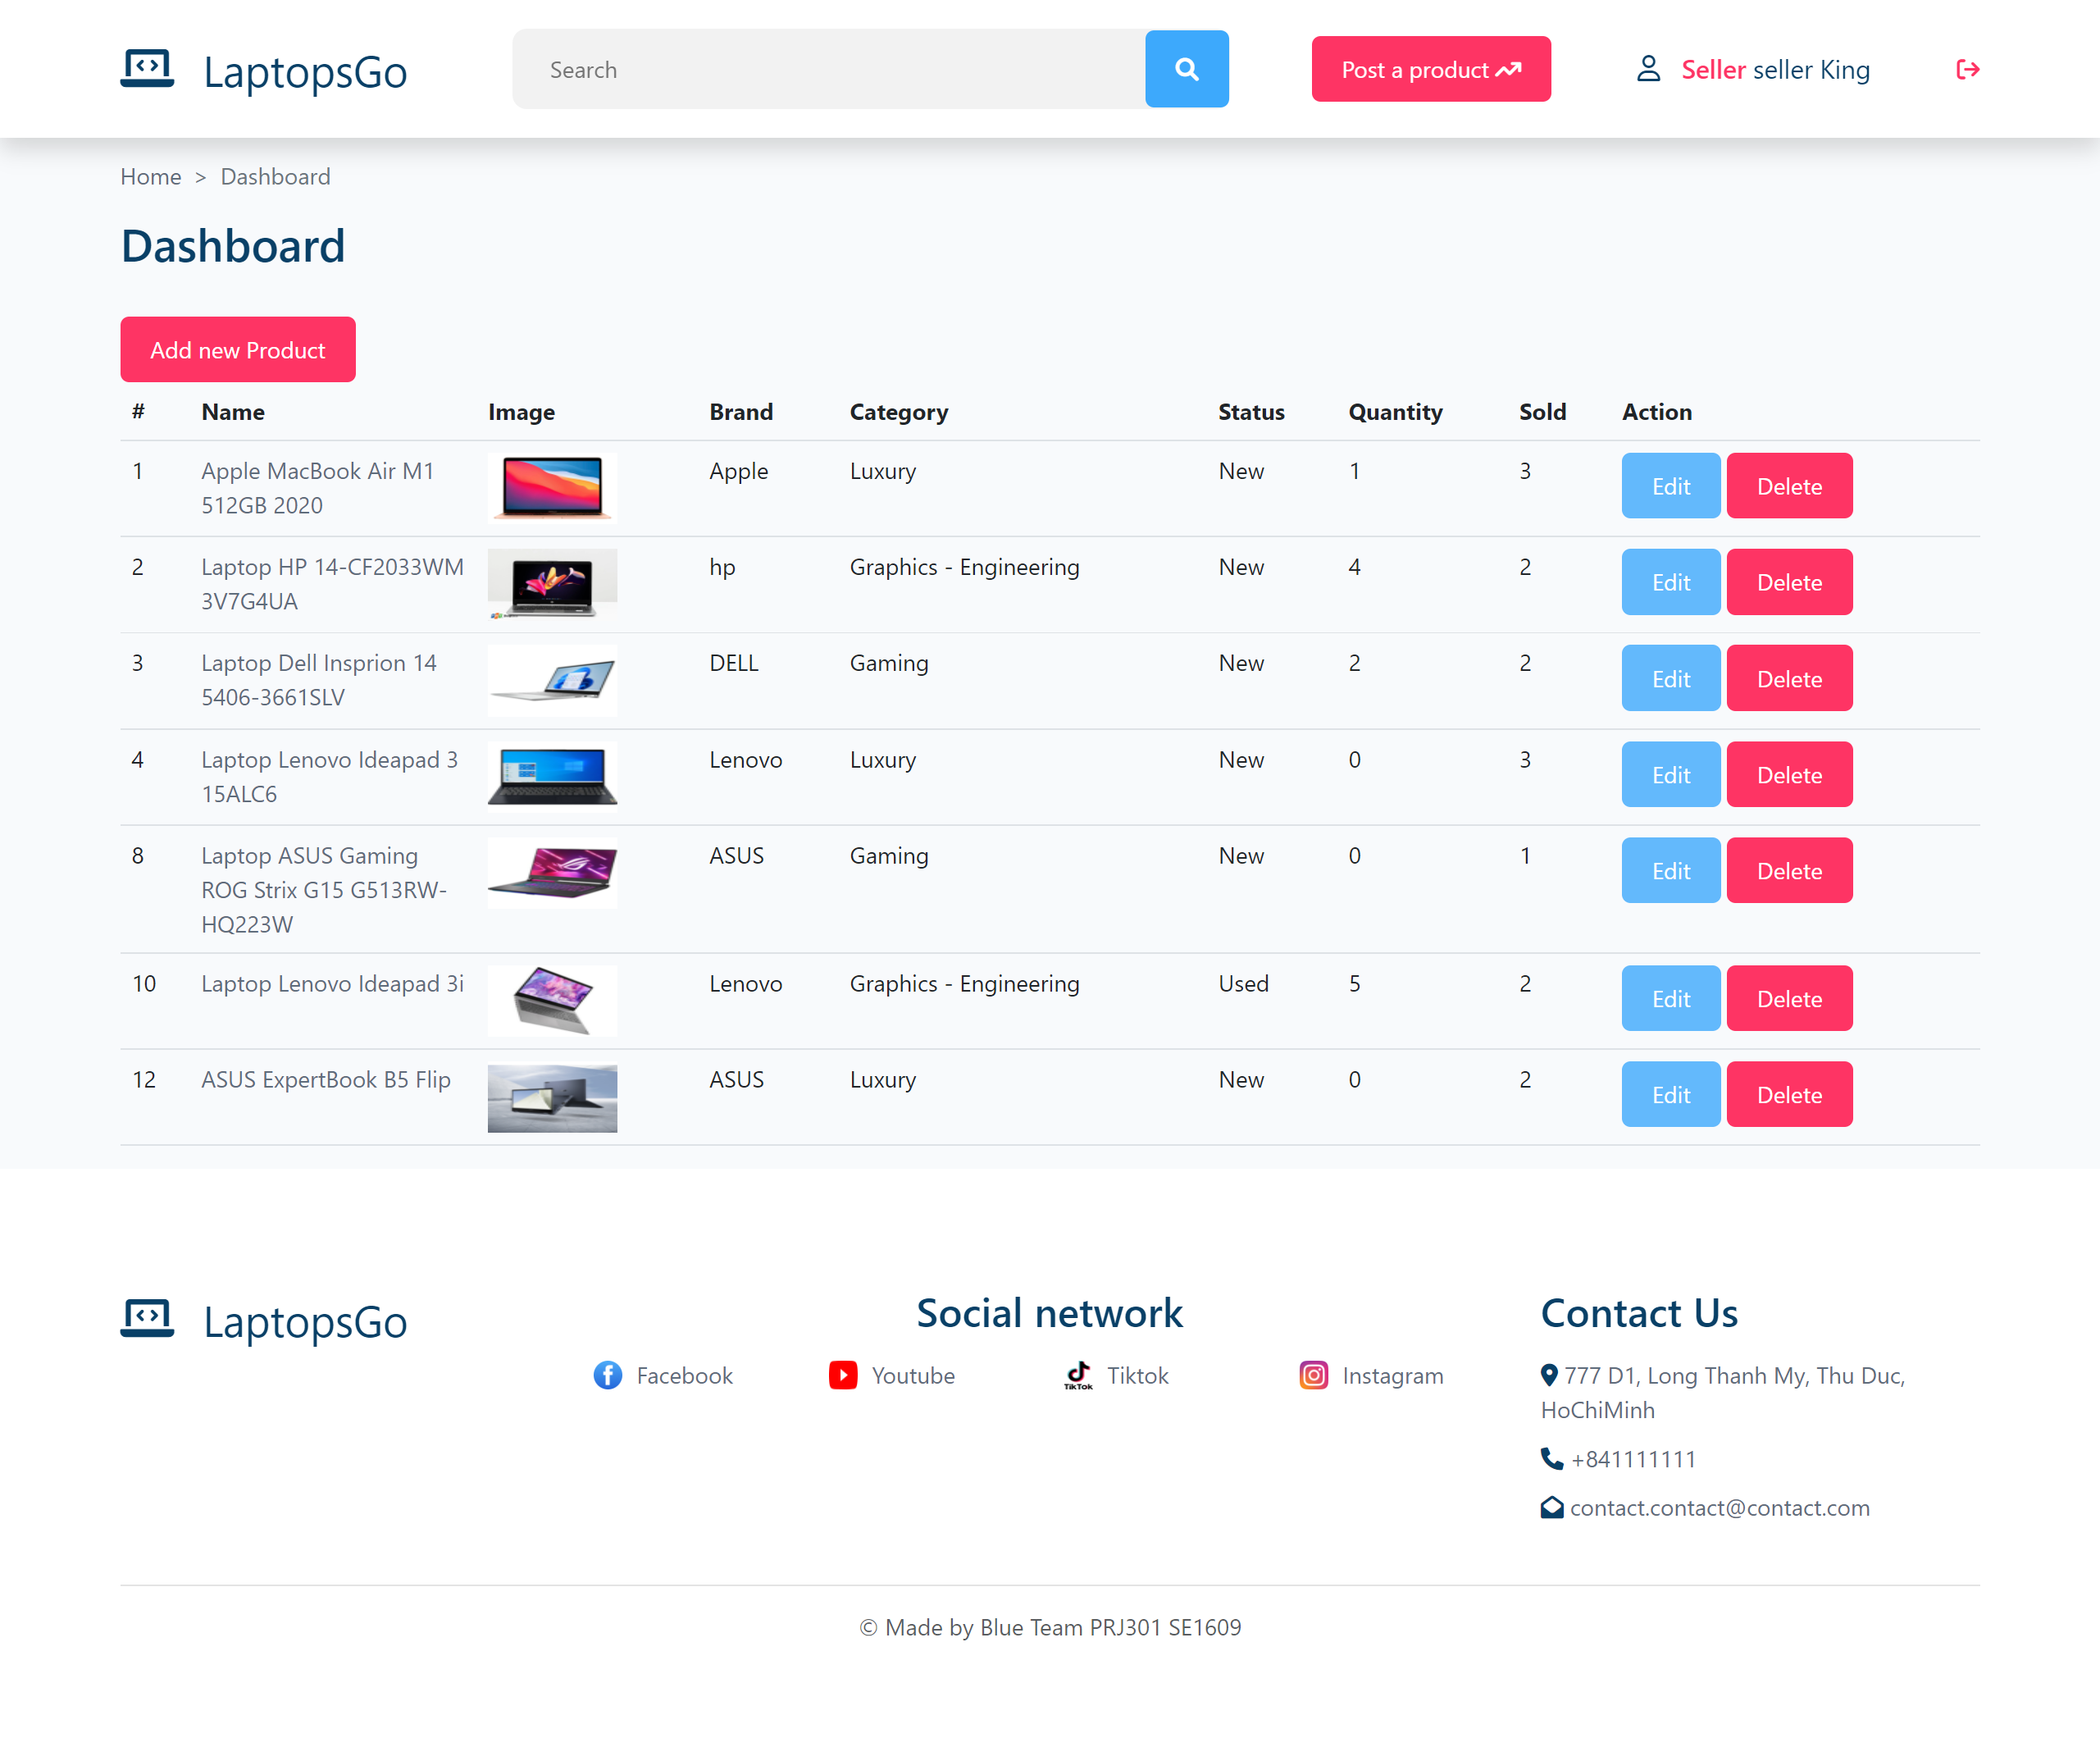 LaptopsGo
Search
Post a product
Seller seller King
Home > Dashboard
Dashboard
Add new Product
# Name Image Brand Category Status Quantity Sold Action
1 Apple MacBook Air M1 Apple Luxury New 1 3 Edit Delete
512GB 2020
2 Laptop HP 14-CF2033WM hp Graphics - Engineering New 4 2 Edit Delete
3V7G4UA
3 Laptop Dell Insprion 14 DELL Gaming New 2 2 Edit Delete
5406-3661SLV
4 Laptop Lenovo Ideapad 3 Lenovo Luxury New 0 3 Edit Delete
15ALC6
8 Laptop ASUS Gaming ASUS Gaming New 0 1 Edit Delete
ROG Strix G15 G513RW-
HQ223W
10 Laptop Lenovo Ideapad 3i Lenovo Graphics - Engineering Used 5 2 Edit Delete
12 ASUS ExpertBook B5 Flip ASUS Luxury New 0 2 Edit Delete
LaptopsGo
Social network
Facebook
Youtube
TikTok
Tiktok
Instagram
Contact Us
777 D1, Long Thanh My, Thu Duc,
HoChiMinh
+841111111
contact.contact@contact.com
© Made by Blue Team PRJ301 SE1609